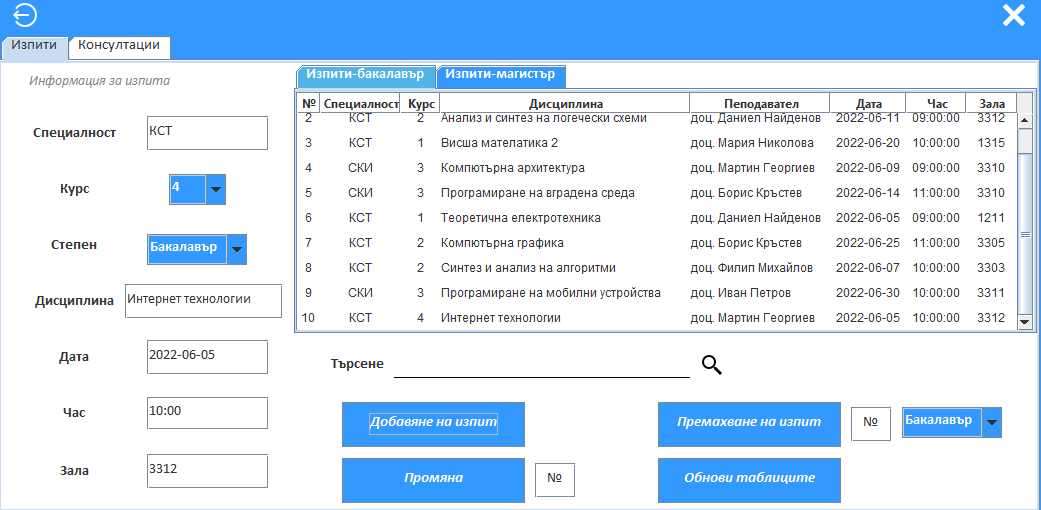 Изпити Консултации
Информация за изпита
Специалност КСТ
Курс 4
Степен Бакалавър
Дисциплина Интернет технологии
Дата 2022-06-05
Час 10:00
Зала 3312
Изпити-бакалавър Изпити-магистър
№ Специалност Курс Дисциплина Пеподавател Дата Час Зала
2 КСТ 2 Анализ и синтез на логечески схеми доц. Даниел Найденов 2022-06-11 09:00:00 3312
3 КСТ 1 Висша мателатика 2 доц. Мария Николова 2022-06-20 10:00:00 1315
4 СКИ 3 Компютърна архитектура доц. Мартин Георгиев 2022-06-09 09:00:00 3310
5 СКИ 3 Програмиране на вградена среда доц. Борис Кръстев 2022-06-14 11:00:00 3310
6 КСТ 1 Теоретична електротехника доц. Даниел Найденов 2022-06-05 09:00:00 1211
7 КСТ 2 Компютърна графика доц. Борис Кръстев 2022-06-25 11:00:00 3305
8 КСТ 2 Синтез и анализ на алгоритми доц. Филип Михайлов 2022-06-07 10:00:00 3303
9 СКИ 3 Програмиране на мобилни устройства доц. Иван Петров 2022-06-30 10:00:00 3311
10 КСТ 4 Интернет технологии доц. Мартин Георгиев 2022-06-05 10:00:00 3312
Търсене
Добавяне на изпит Премахване на изпит № Бакалавър
Промяна № Обнови таблиците